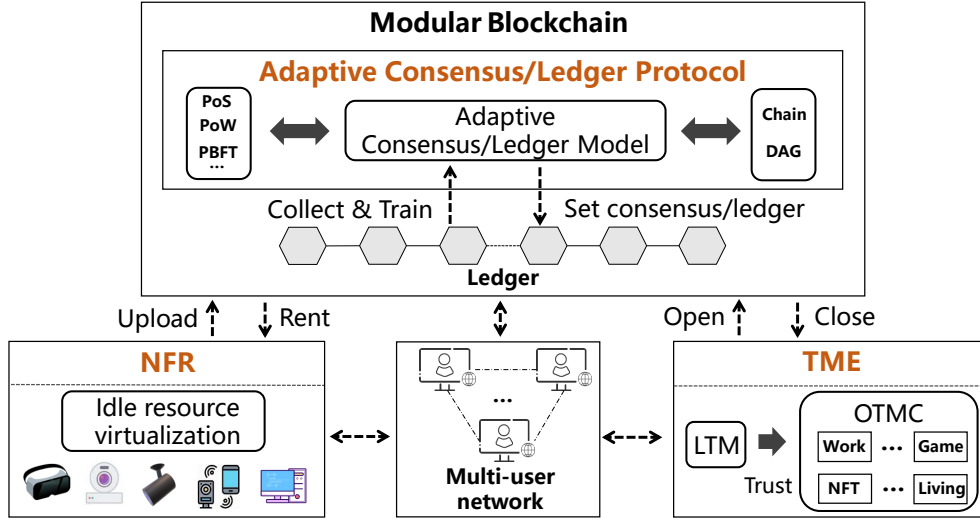 Modular Blockchain
Adaptive Consensus/Ledger Protocol
PoS
PoW
PBFT
...
Adaptive
Consensus/Ledger Model
Chain
DAG
Collect & Train
Set consensus/ledger
Ledger
Upload
Rent
Open
Close
NFR
Idle resource
virtualization
...
Multi-user
network
TME
LTM
Trust
OTMC
Work ... Game
NFT ... Living